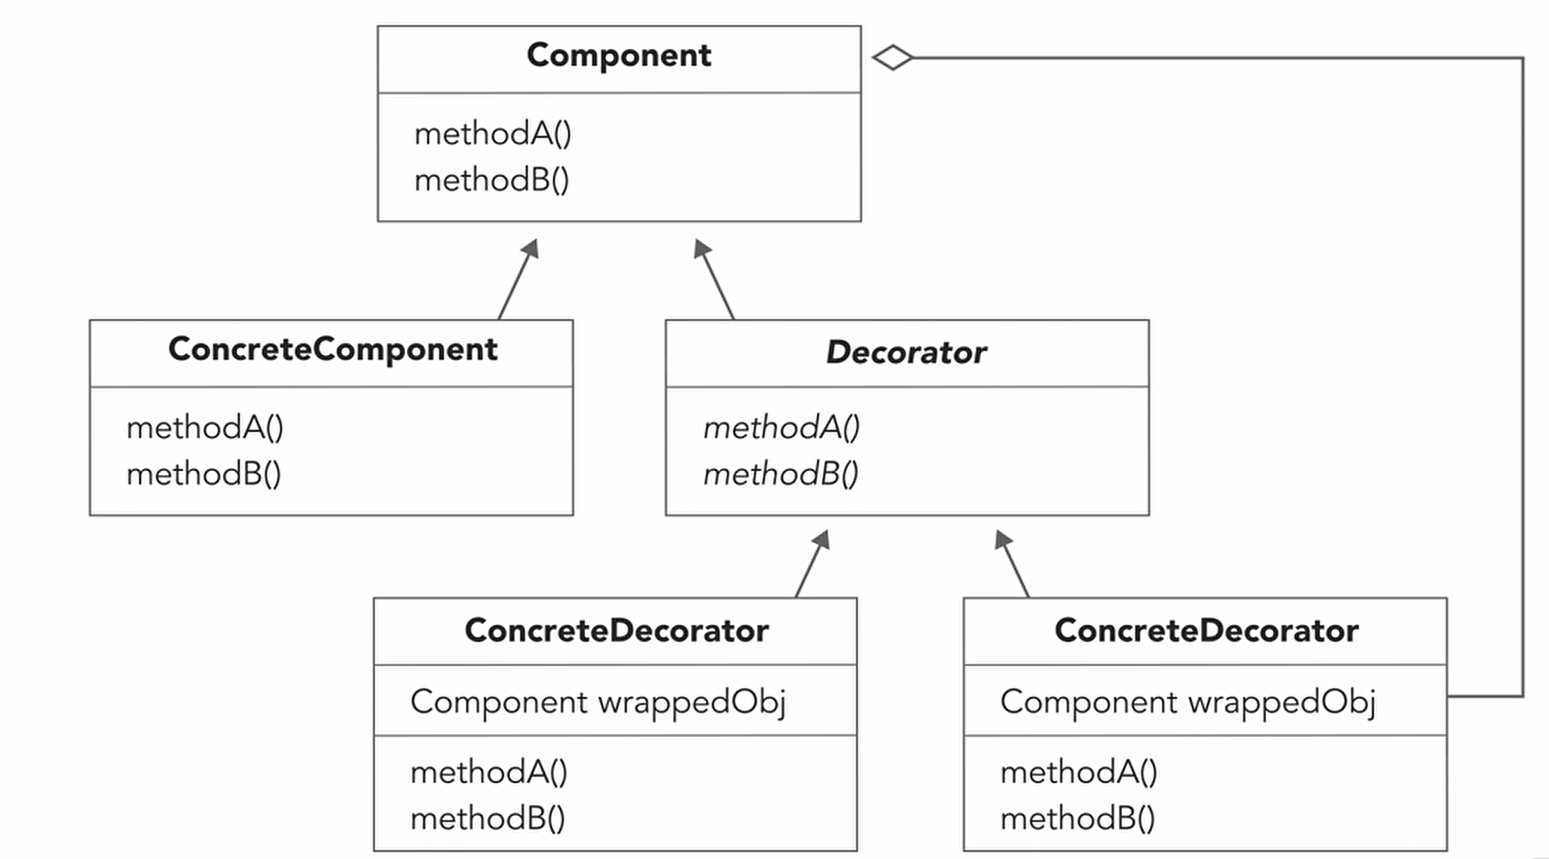 Component
methodA()
methodB()
ConcreteComponent
methodA()
methodB()
Decorator
methodA()
methodB()
ConcreteDecorator
Component wrappedObj
methodA()
methodB()
ConcreteDecorator
Component wrappedObj
methodA()
methodB()